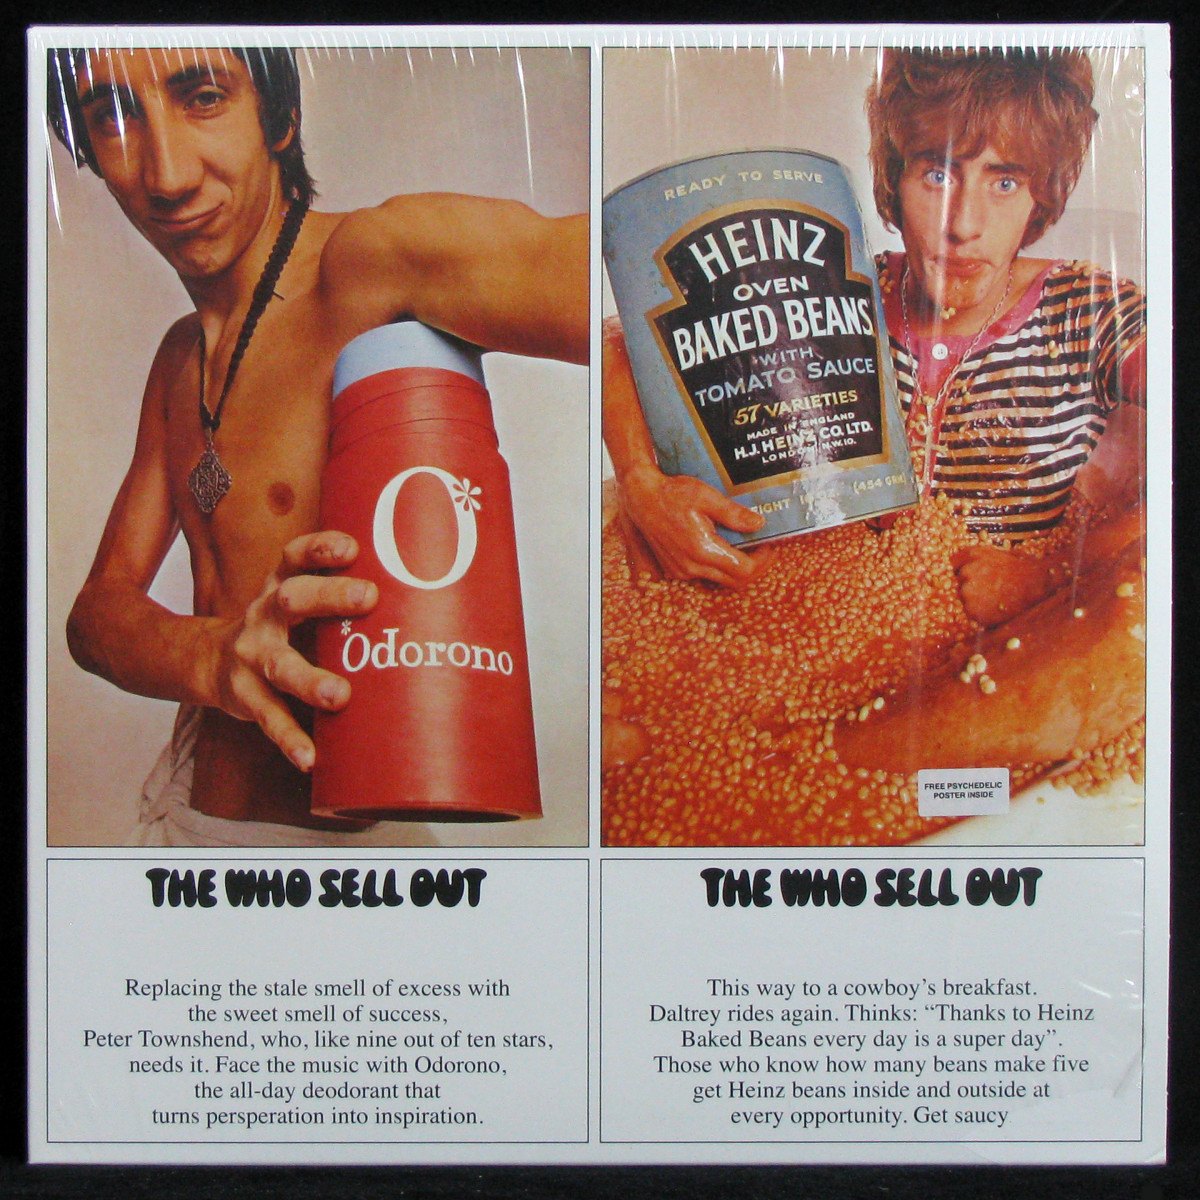 O*
*Odorono
READY TO SERVE
HEINZ
OVEN
BAKED BEANS
WITH
TOMATO SAUCE
57 VARIETIES
MADE IN ENGLAND
H.J. HEINZ CO. LTD.
LONDON N.W.10.
(454 GRM
FREE PSYCHEDELIC
POSTER INSIDE
THE WHO SELL OUT
Replacing the stale smell of excess with
the sweet smell of success,
Peter Townshend, who, like nine out of ten stars,
needs it. Face the music with Odorono,
the all-day deodorant that
turns persperation into inspiration.
THE WHO SELL OUT
This way to a cowboy's breakfast.
Daltrey rides again. Thinks: “Thanks to Heinz
Baked Beans every day is a super day”.
Those who know how many beans make five
get Heinz beans inside and outside at
every opportunity. Get saucy